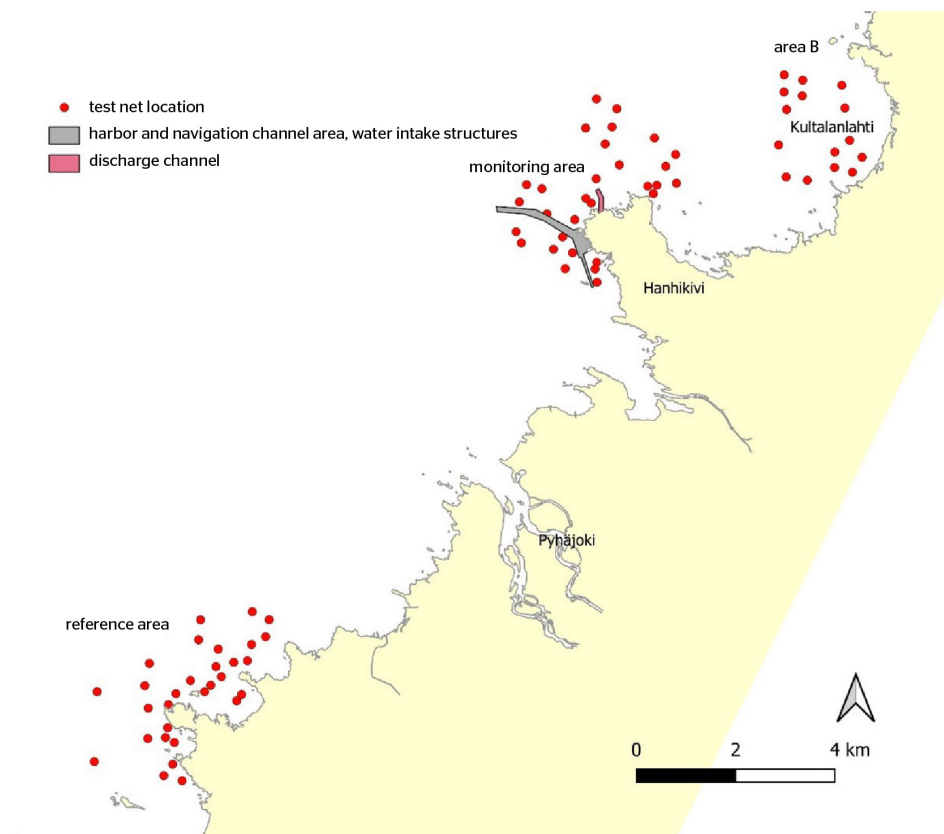 area B
test net location
harbor and navigation channel area, water intake structures
Kultalanlahti
discharge channel
monitoring area
Hanhikivi
Pyhäjoki
reference area
0 2 4 km